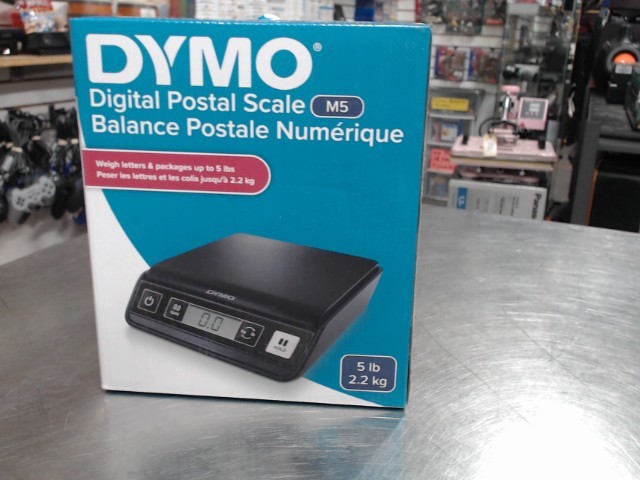 DYMO®
Digital Postal Scale M5
Balance Postale Numérique
Weigh letters & packages up to 5 lbs
Peser les lettres et les colis jusqu'à 2.2 kg
DYMO
0.0
HOLD
5 lb
2.2 kg